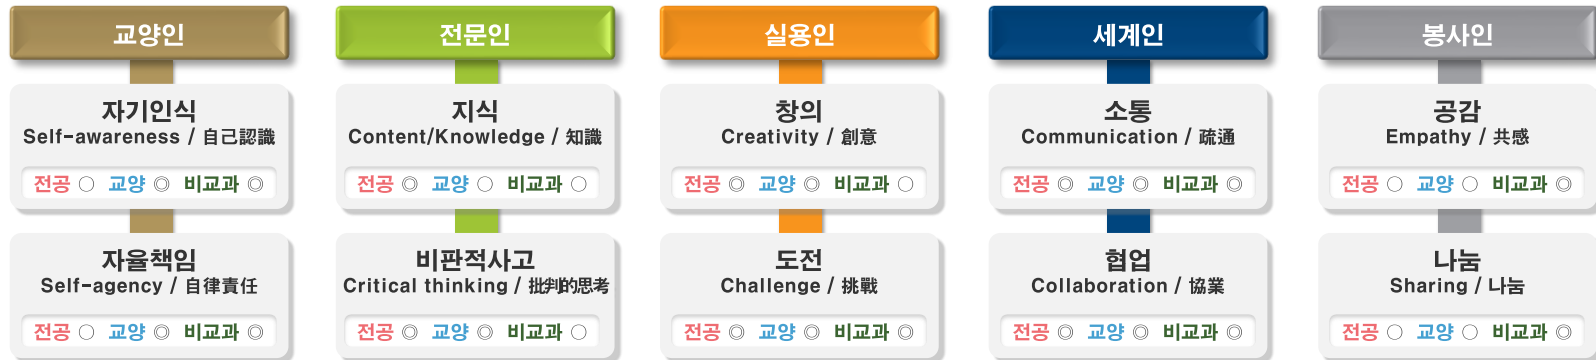 교양인
자기인식
Self-awareness / 自己認識
전공 ○ 교양 ◎ 비교과 ◎
자율책임
Self-agency / 自律責任
전공 ○ 교양 ◎ 비교과 ◎
전문인
지식
Content/Knowledge / 知識
전공 ◎ 교양 ○ 비교과 ○
비판적사고
Critical thinking / 批判的思考
전공 ◎ 교양 ◎ 비교과 ○
실용인
창의
Creativity / 創意
전공 ◎ 교양 ◎ 비교과 ○
도전
Challenge / 挑戰
전공 ◎ 교양 ◎ 비교과 ◎
세계인
소통
Communication / 疏通
전공 ◎ 교양 ◎ 비교과 ◎
협업
Collaboration / 協業
전공 ◎ 교양 ◎ 비교과 ◎
봉사인
공감
Empathy / 共感
전공 ○ 교양 ○ 비교과 ◎
나눔
Sharing / 나눔
전공 ○ 교양 ○ 비교과 ◎